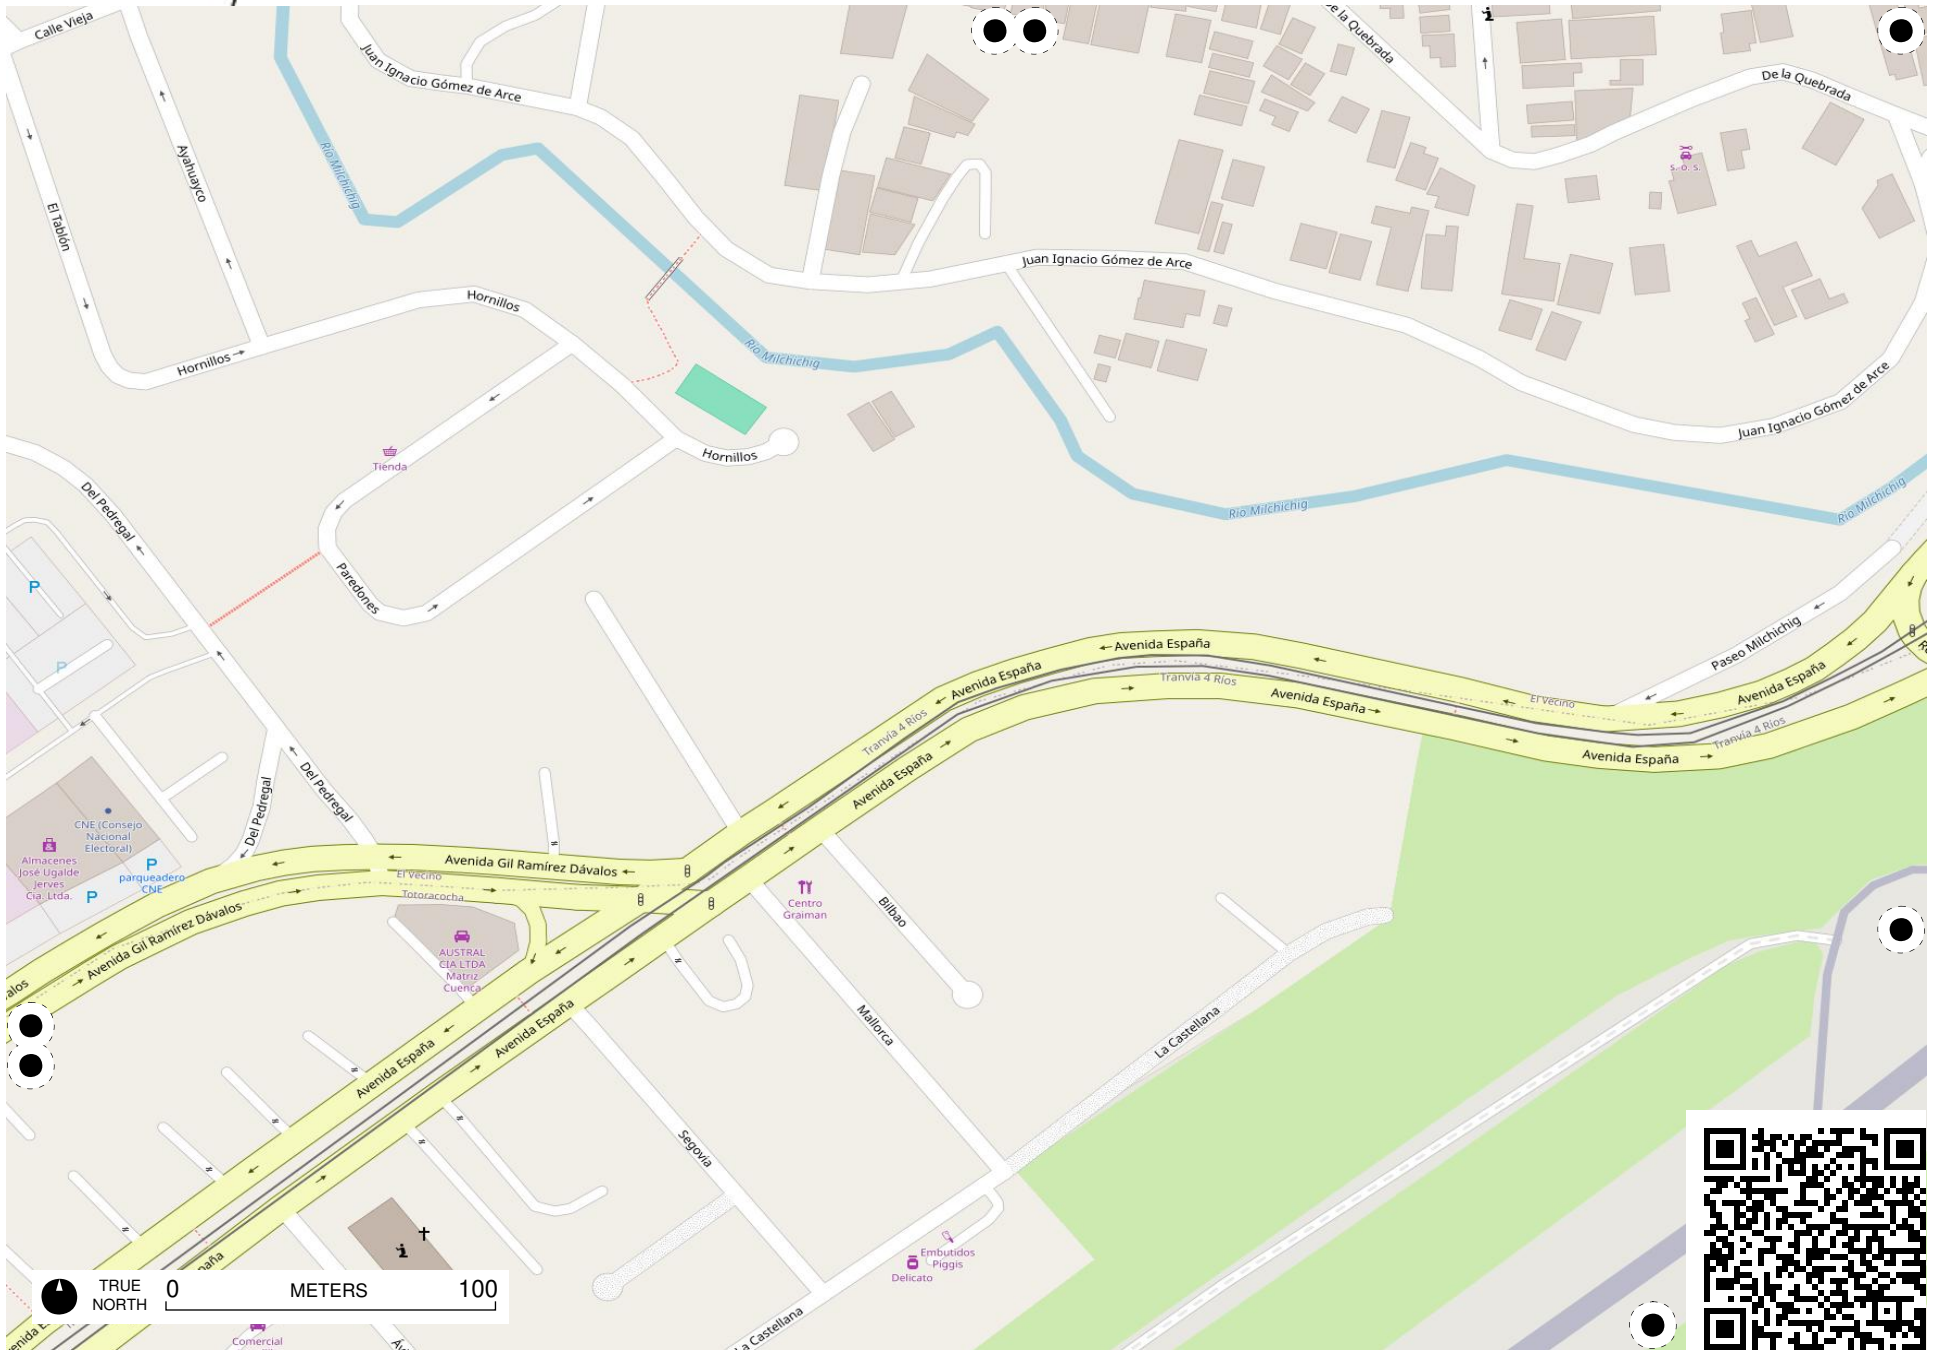 Calle Vieja
Juan Ignacio Gómez de Arce
De la Quebrada
De la Quebrada
Ayahuayco
El Tablón
Río Milchichig
s. o. s.
Juan Ignacio Gómez de Arce
Hornillos
Hornillos
Río Milchichig
Juan Ignacio Gómez de Arce
Tienda
Hornillos
Del Pedregal
Río Milchichig
Río Milchichig
P
Paredones
P
Avenida España
Paseo Milchichig
Avenida España
Tranvía 4 Ríos
Avenida España
Avenida España
El Vecino
Tranvía 4 Ríos
Tranvía 4 Ríos
Avenida España
Avenida España
Del Pedregal
Del Pedregal
CNE (Consejo
Nacional
Electoral)
Almacenes
José Ugalde
Jerves
Cia. Ltda.
P
parqueadero
CNE
P
Avenida Gil Ramírez Dávalos
El Vecino
Totoracocha
Avenida Gil Ramírez Dávalos
alos
Centro
Graiman
Bilbao
AUSTRAL
CIA LTDA
Matriz
Cuenca
Avenida España
Avenida España
Mallorca
La Castellana
Segovia
Embutidos
Piggis
Delicato
La Castellana
paña
TRUE
NORTH
0
METERS
100
Comercial